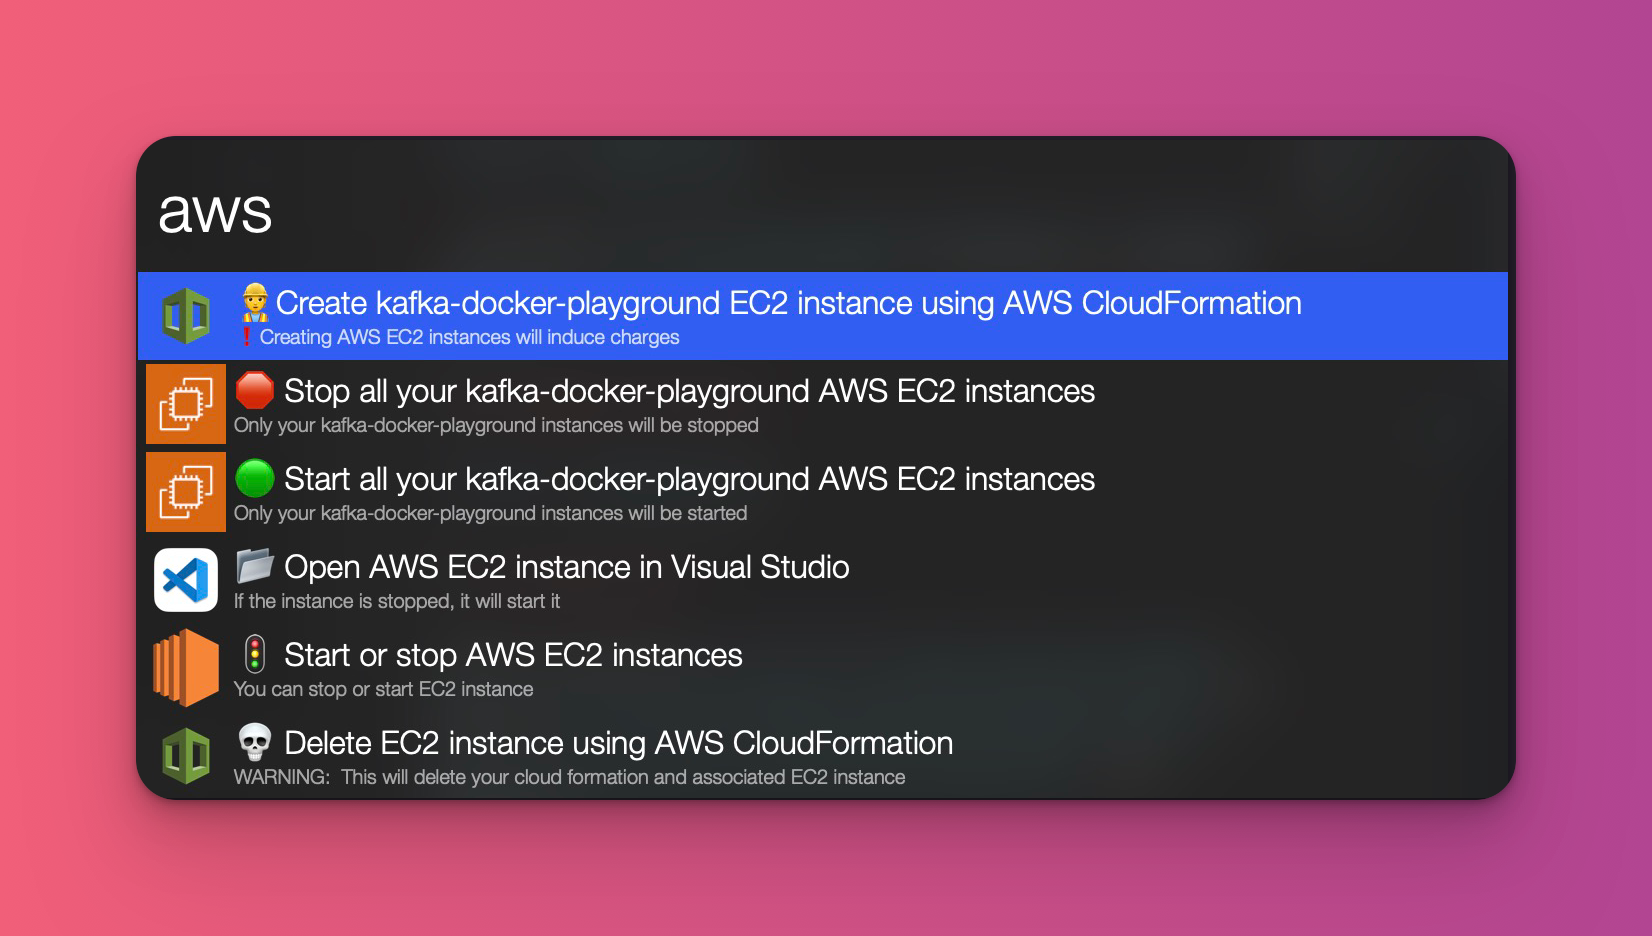 aws
👷Create kafka-docker-playground EC2 instance using AWS CloudFormation
❗Creating AWS EC2 instances will induce charges
🛑 Stop all your kafka-docker-playground AWS EC2 instances
Only your kafka-docker-playground instances will be stopped
🟢 Start all your kafka-docker-playground AWS EC2 instances
Only your kafka-docker-playground instances will be started
📂 Open AWS EC2 instance in Visual Studio
If the instance is stopped, it will start it
🚦 Start or stop AWS EC2 instances
You can stop or start EC2 instance
💀 Delete EC2 instance using AWS CloudFormation
WARNING:  This will delete your cloud formation and associated EC2 instance